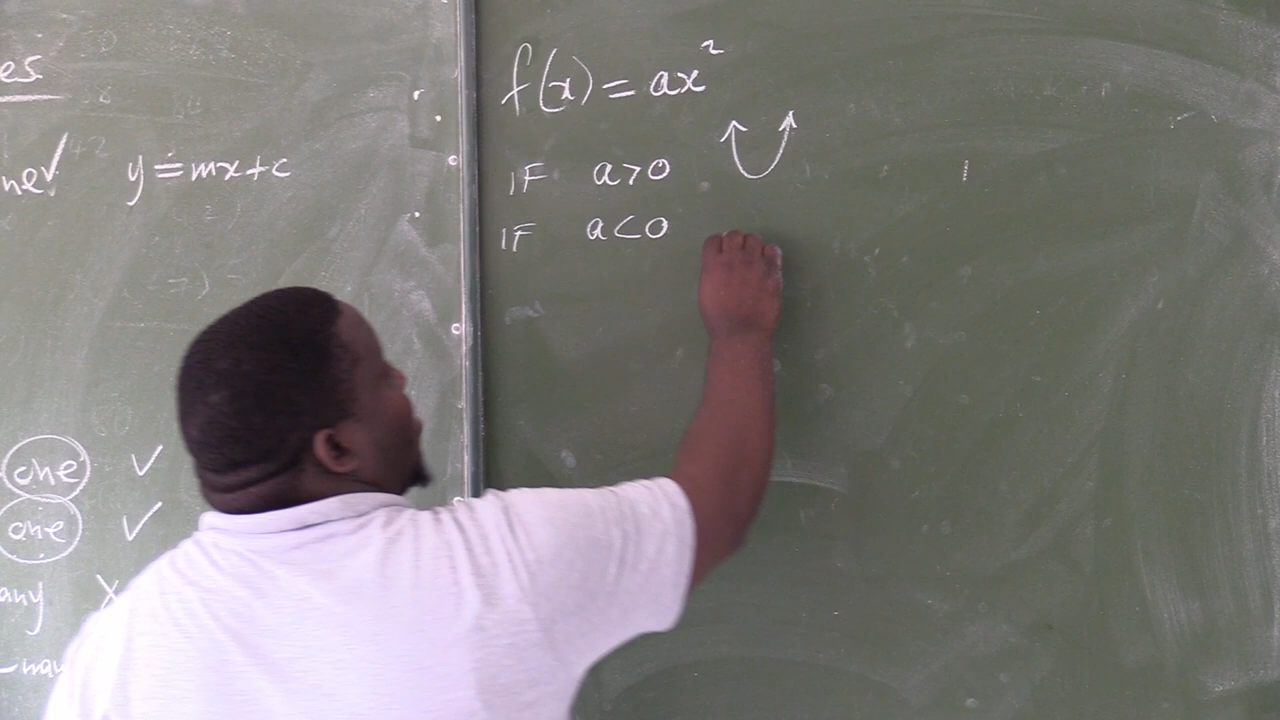 es
ne✓ y=mx+c
one ✓
one ✓
any X
f(x)=ax²
IF a>0
IF a<0